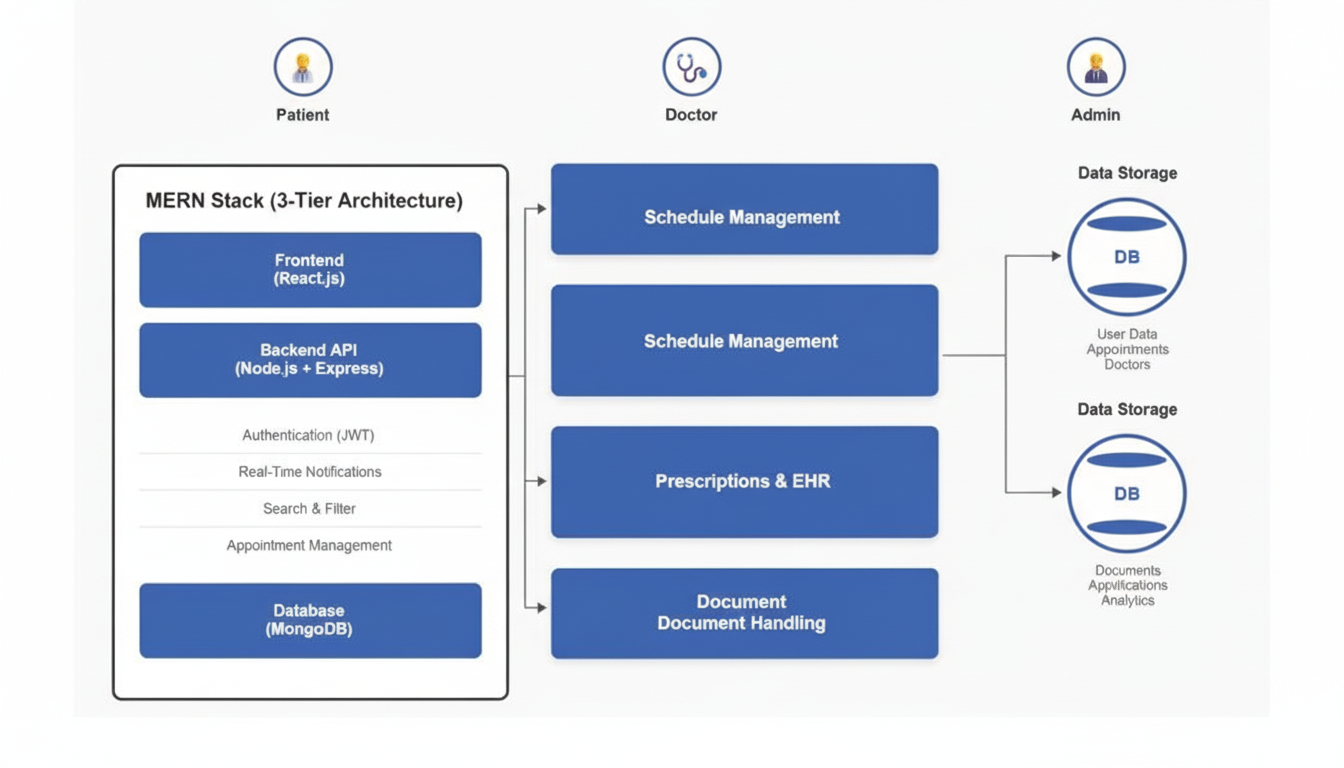 Patient
Doctor
Admin
MERN Stack (3-Tier Architecture)
Frontend
(React.js)
Backend API
(Node.js + Express)
Authentication (JWT)
Real-Time Notifications
Search & Filter
Appointment Management
Database
(MongoDB)
Schedule Management
Schedule Management
Prescriptions & EHR
Document
Document Handling
Data Storage
DB
User Data
Appointments
Doctors
Data Storage
DB
Documents
Analytics